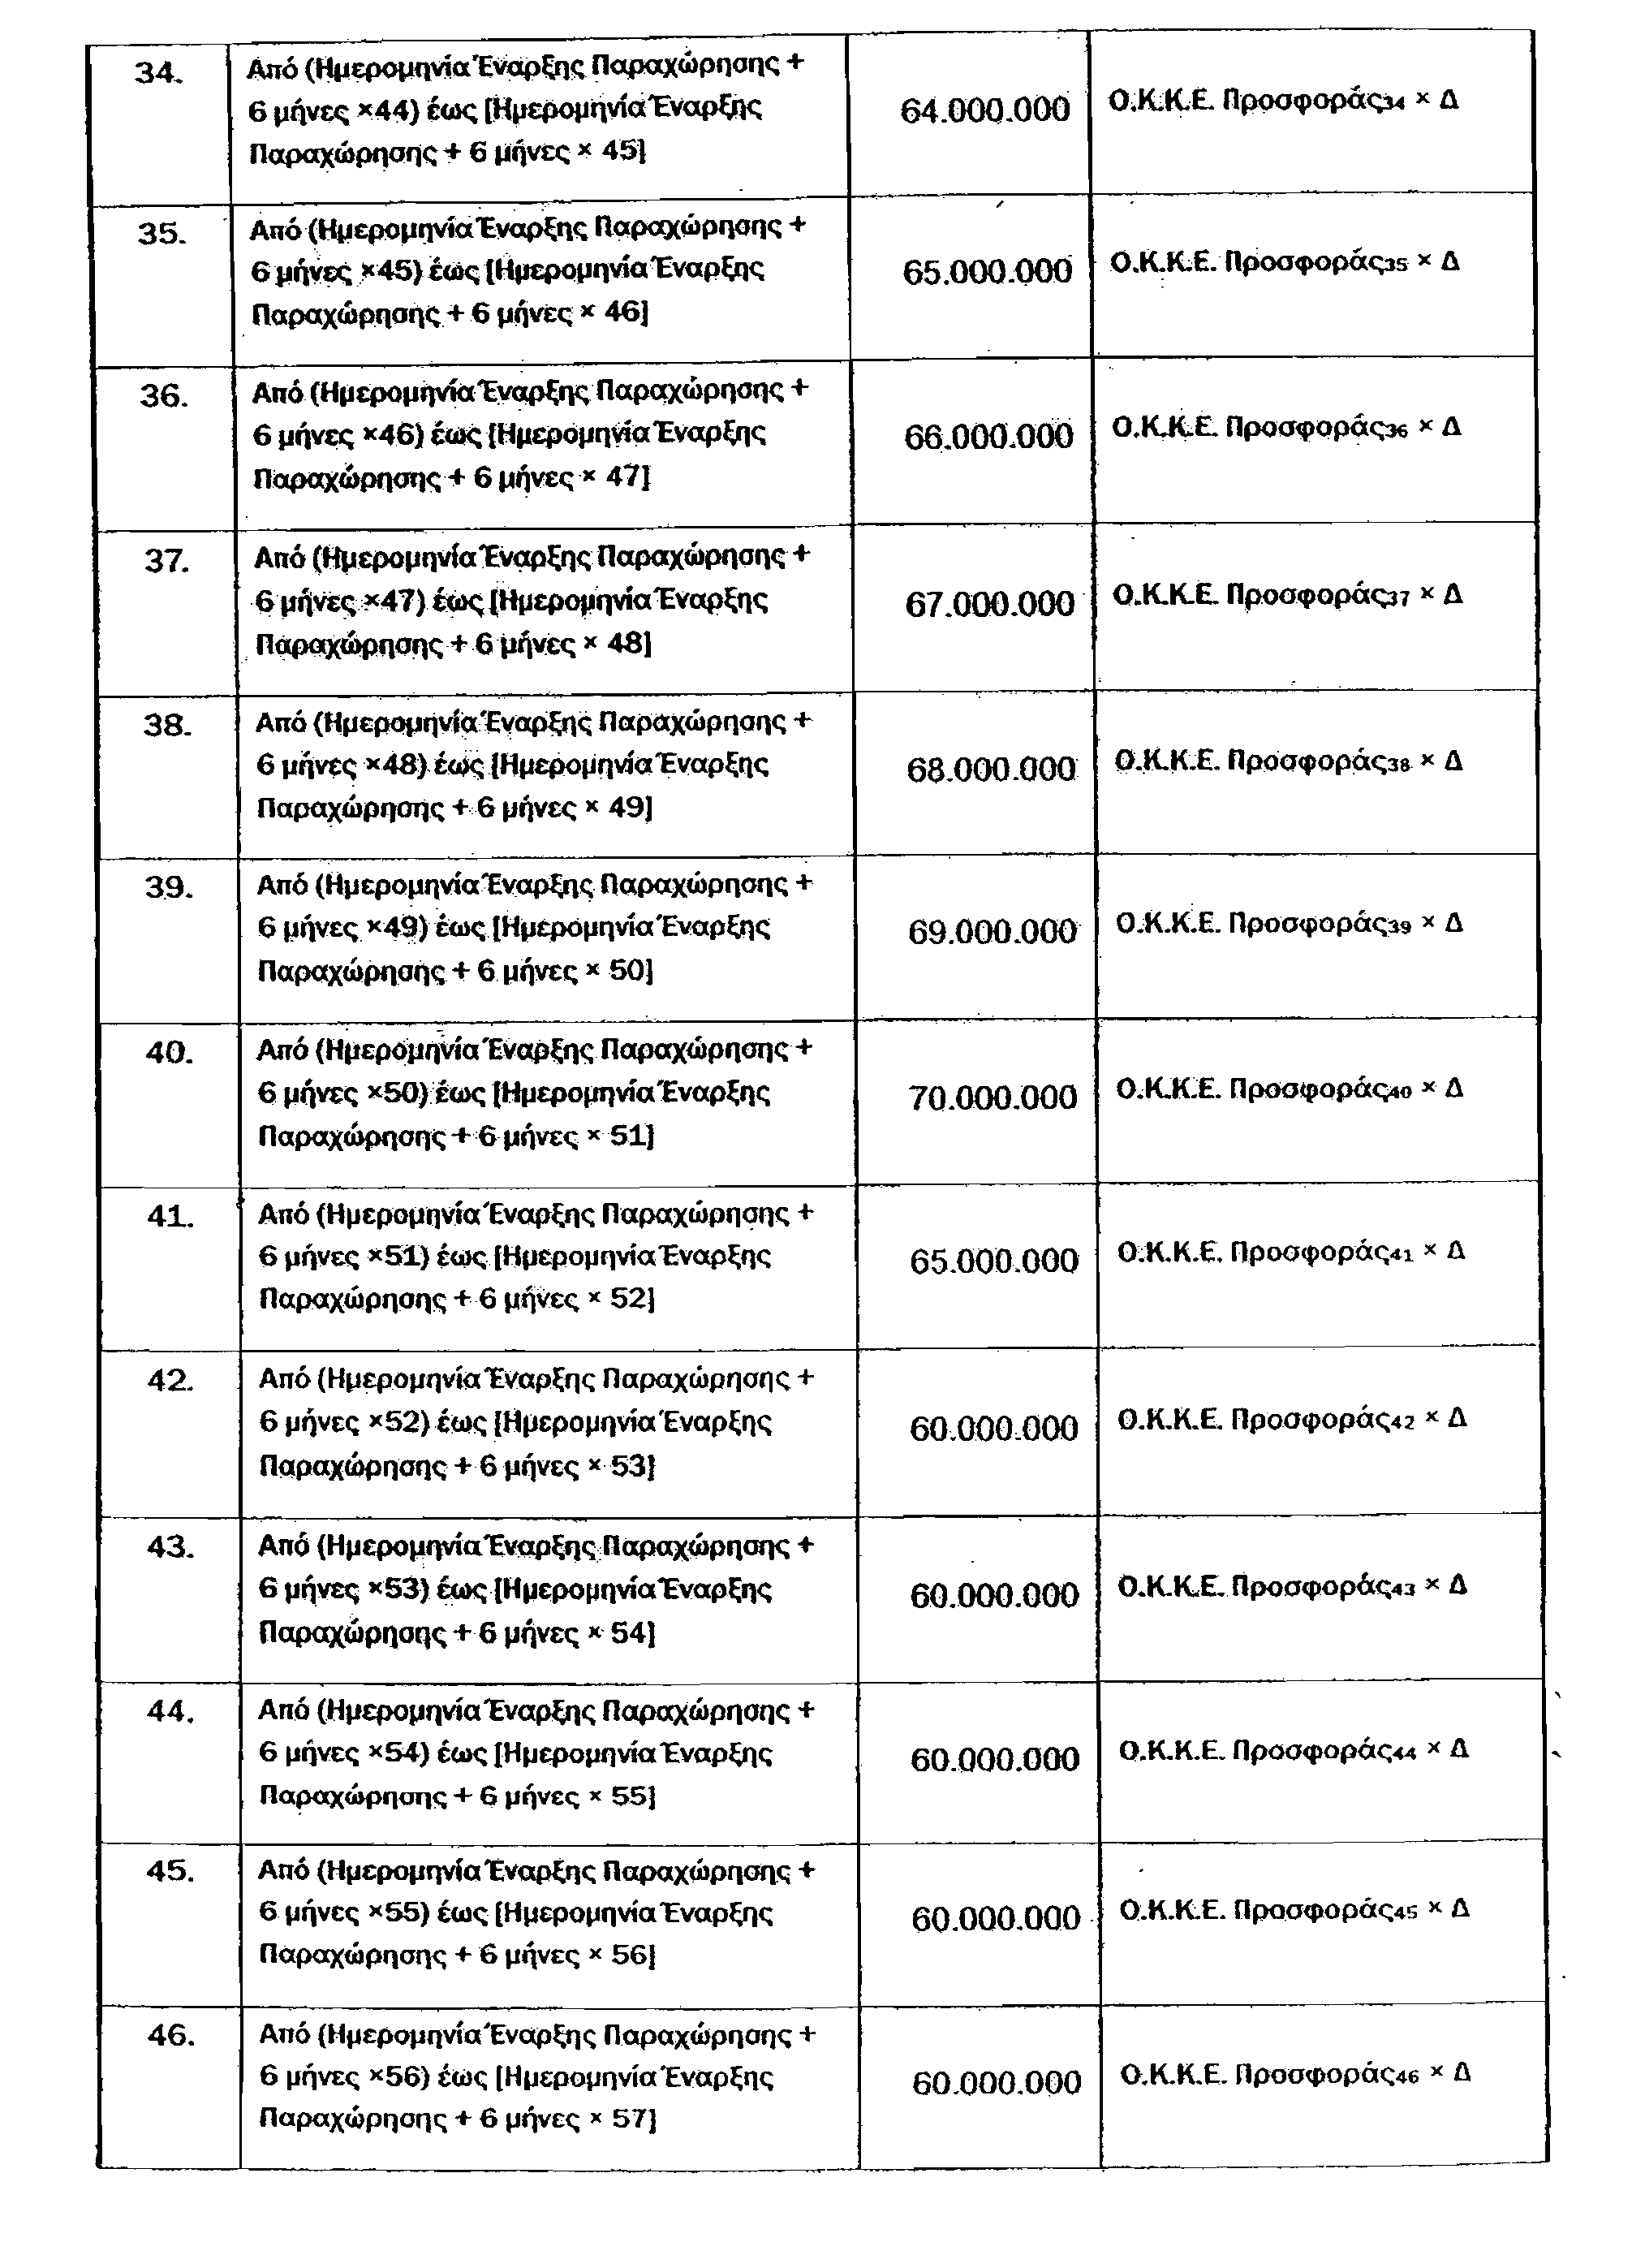 34.
Από (Ημερομηνία Έναρξης Παραχώρησης +
6 μήνες ×44) έως [Ημερομηνία Έναρξης
Παραχώρησης + 6 μήνες × 45]
64.000.000
Ο.Κ.Κ.Ε. Προσφοράς34 × Δ
35.
Από (Ημερομηνία Έναρξης Παραχώρησης +
6 μήνες ×45) έως [Ημερομηνία Έναρξης
Παραχώρησης + 6 μήνες × 46]
65.000.000
Ο.Κ.Κ.Ε. Προσφοράς35 × Δ
36.
Από (Ημερομηνία Έναρξης Παραχώρησης +
6 μήνες ×46) έως [Ημερομηνία Έναρξης
Παραχώρησης + 6 μήνες × 47]
66.000.000
Ο.Κ.Κ.Ε. Προσφοράς36 × Δ
37.
Από (Ημερομηνία Έναρξης Παραχώρησης +
6 μήνες ×47) έως [Ημερομηνία Έναρξης
Παραχώρησης + 6 μήνες × 48]
67.000.000
Ο.Κ.Κ.Ε. Προσφοράς37 × Δ
38.
Από (Ημερομηνία Έναρξης Παραχώρησης +
6 μήνες ×48) έως [Ημερομηνία Έναρξης
Παραχώρησης + 6 μήνες × 49]
68.000.000
Ο.Κ.Κ.Ε. Προσφοράς38 × Δ
39.
Από (Ημερομηνία Έναρξης Παραχώρησης +
6 μήνες ×49) έως [Ημερομηνία Έναρξης
Παραχώρησης + 6 μήνες × 50]
69.000.000
Ο.Κ.Κ.Ε. Προσφοράς39 × Δ
40.
Από (Ημερομηνία Έναρξης Παραχώρησης +
6 μήνες ×50) έως [Ημερομηνία Έναρξης
Παραχώρησης + 6 μήνες × 51]
70.000.000
Ο.Κ.Κ.Ε. Προσφοράς40 × Δ
41.
Από (Ημερομηνία Έναρξης Παραχώρησης +
6 μήνες ×51) έως [Ημερομηνία Έναρξης
Παραχώρησης + 6 μήνες × 52]
65.000.000
Ο.Κ.Κ.Ε. Προσφοράς41 × Δ
42.
Από (Ημερομηνία Έναρξης Παραχώρησης +
6 μήνες ×52) έως [Ημερομηνία Έναρξης
Παραχώρησης + 6 μήνες × 53]
60.000.000
Ο.Κ.Κ.Ε. Προσφοράς42 × Δ
43.
Από (Ημερομηνία Έναρξης Παραχώρησης +
6 μήνες ×53) έως [Ημερομηνία Έναρξης
Παραχώρησης + 6 μήνες × 54]
60.000.000
Ο.Κ.Κ.Ε. Προσφοράς43 × Δ
44.
Από (Ημερομηνία Έναρξης Παραχώρησης +
6 μήνες ×54) έως [Ημερομηνία Έναρξης
Παραχώρησης + 6 μήνες × 55]
60.000.000
Ο.Κ.Κ.Ε. Προσφοράς44 × Δ
45.
Από (Ημερομηνία Έναρξης Παραχώρησης +
6 μήνες ×55) έως [Ημερομηνία Έναρξης
Παραχώρησης + 6 μήνες × 56]
60.000.000
Ο.Κ.Κ.Ε. Προσφοράς45 × Δ
46.
Από (Ημερομηνία Έναρξης Παραχώρησης +
6 μήνες ×56) έως [Ημερομηνία Έναρξης
Παραχώρησης + 6 μήνες × 57]
60.000.000
Ο.Κ.Κ.Ε. Προσφοράς46 × Δ